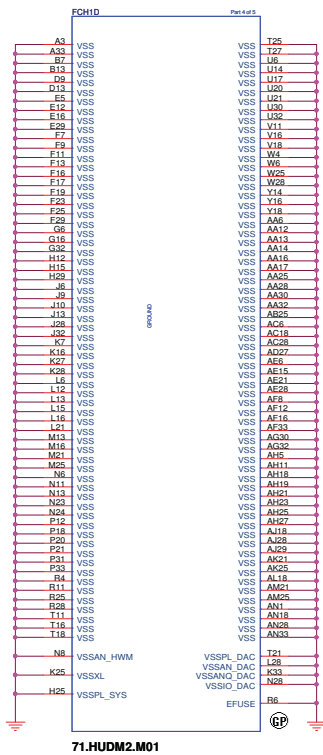 FCH1D Part 4 of 5
A3 VSS VSS T25
A33 VSS VSS T27
B7 VSS VSS U6
B13 VSS VSS U14
D9 VSS VSS U17
D13 VSS VSS U20
E5 VSS VSS U21
E12 VSS VSS U30
E16 VSS VSS U32
E29 VSS VSS V11
F7 VSS VSS V16
F9 VSS VSS V18
F11 VSS VSS W4
F13 VSS VSS W6
F16 VSS VSS W25
F17 VSS VSS W28
F19 VSS VSS Y14
F23 VSS VSS Y16
F25 VSS VSS Y18
F29 VSS VSS AA6
G6 VSS VSS AA12
G16 VSS VSS AA13
G32 VSS VSS AA14
H12 VSS VSS AA16
H15 VSS VSS AA17
H29 VSS VSS AA25
J6 VSS VSS AA28
J9 VSS VSS AA30
J10 VSS VSS AA32
J13 VSS VSS AB25
J28 VSS VSS AC6
J32 VSS VSS AC18
K7 VSS VSS AC28
K16 VSS VSS AD27
K27 VSS VSS AE6
K28 VSS VSS AE15
L6 VSS VSS AE21
L12 VSS VSS AE28
L13 VSS VSS AF8
L15 VSS VSS AF12
L16 VSS VSS AF16
L21 VSS VSS AF33
M13 VSS VSS AG30
M16 VSS VSS AG32
M21 VSS VSS AH5
M25 VSS VSS AH11
N6 VSS VSS AH18
N11 VSS VSS AH19
N13 VSS VSS AH21
N23 VSS VSS AH23
N24 VSS VSS AH25
P12 VSS VSS AH27
P18 VSS VSS AJ18
P20 VSS VSS AJ28
P21 VSS VSS AJ29
P31 VSS VSS AK21
P33 VSS VSS AK25
R4 VSS VSS AL18
R11 VSS VSS AM21
R25 VSS VSS AM25
R28 VSS VSS AN1
T11 VSS VSS AN18
T16 VSS VSS AN28
T18 VSS VSS AN33
GROUND
N8 VSSAN_HWM VSSPL_DAC T21
VSSAN_DAC L28
K25 VSSXL VSSANQ_DAC K33
VSSIO_DAC N28
H25 VSSPL_SYS
EFUSE R6
GP
71.HUDM2.M01